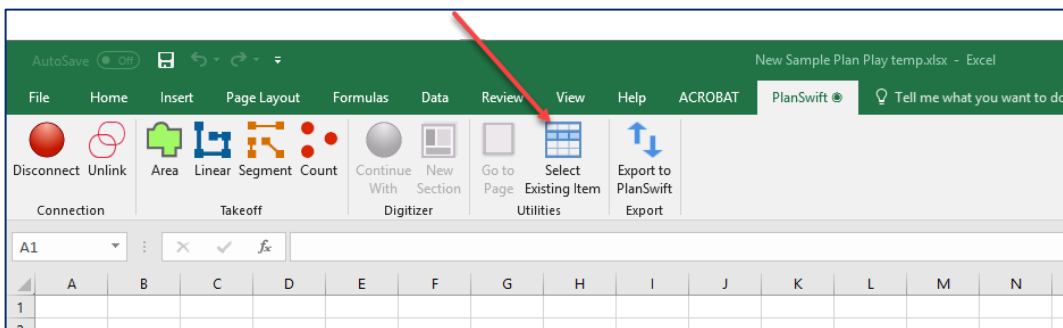 AutoSave Off New Sample Plan Play temp.xlsx - Excel
File Home Insert Page Layout Formulas Data Review View Help ACROBAT PlanSwift Tell me what you want to do
Disconnect Unlink Area Linear Segment Count Continue With New Section Go to Page Select Existing Item Export to PlanSwift
Connection Takeoff Digitizer Utilities Export
A1 fx
A B C D E F G H I J K L M N
1